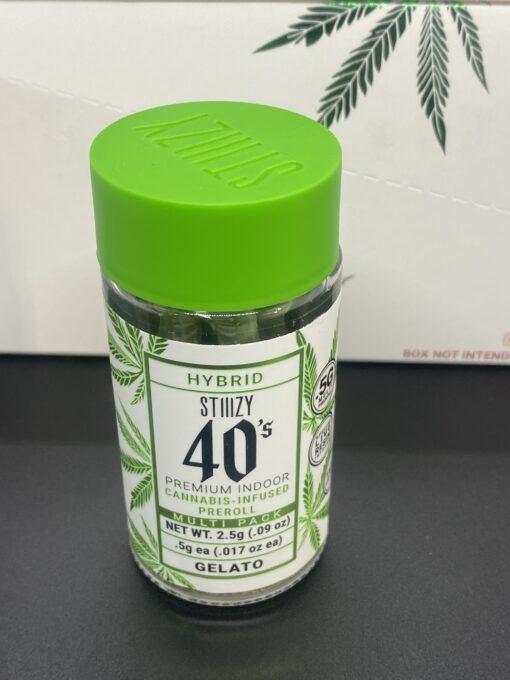 STIIIZY
BOX NOT INTEND
HYBRID
STIIIZY
40's
PREMIUM INDOOR
CANNABIS-INFUSED
PREROLL
MULTI PACK
NET WT. 2.5g (.09 oz)
.5g ea (.017 oz ea)
GELATO
.5G